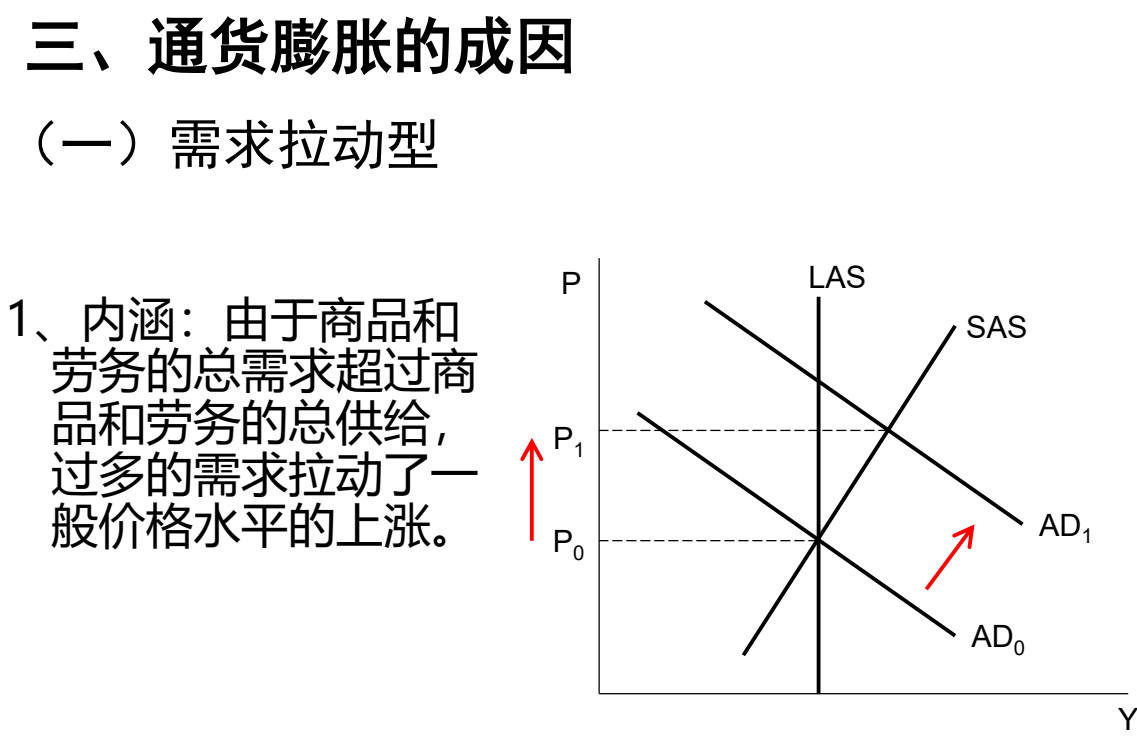 三、通货膨胀的成因
（一）需求拉动型
1、内涵：由于商品和
劳务的总需求超过商
品和劳务的总供给，
过多的需求拉动了一
般价格水平的上涨。
P
LAS
SAS
P₁
P₀
AD₁
AD₀
Y